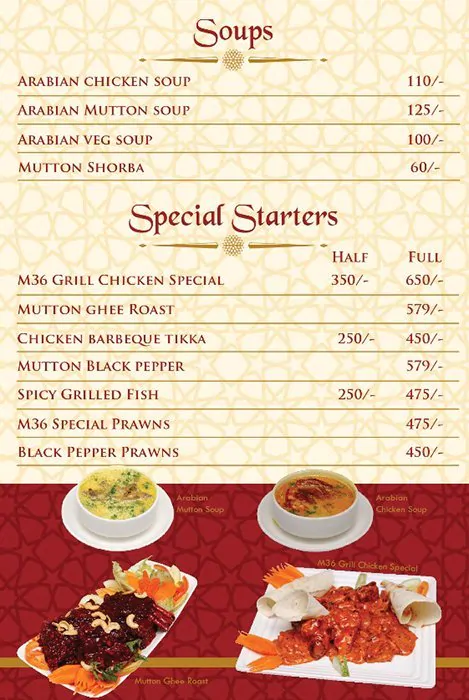 Soups
Arabian chicken soup 110/-
Arabian Mutton soup 125/-
Arabian veg soup 100/-
Mutton Shorba 60/-
Special Starters
Half Full
M36 Grill Chicken Special 350/- 650/-
Mutton ghee Roast 579/-
Chicken barbeque tikka 250/- 450/-
Mutton Black pepper 579/-
Spicy Grilled Fish 250/- 475/-
M36 Special Prawns 475/-
Black Pepper Prawns 450/-
Arabian
Mutton Soup
Arabian
Chicken Soup
M36 Grill Chicken Special
Mutton Ghee Roast